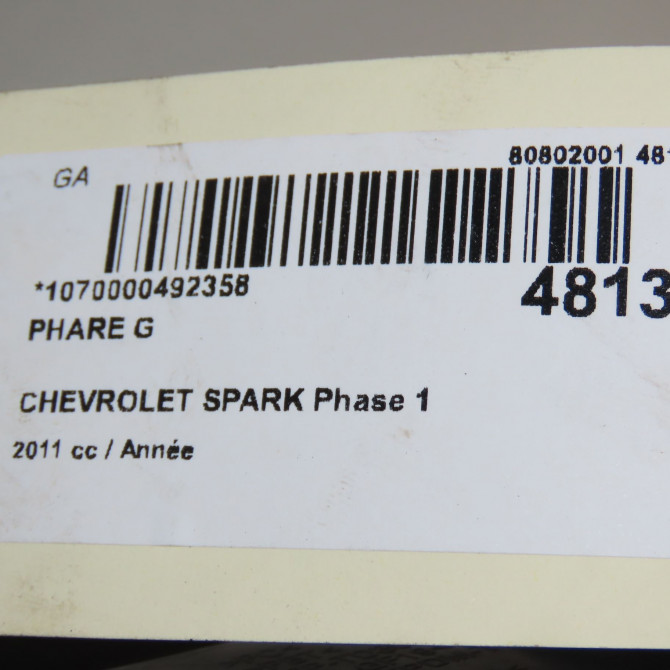 80802001 481
GA
*1070000492358
4813
PHARE G
CHEVROLET SPARK Phase 1
2011 cc / Année